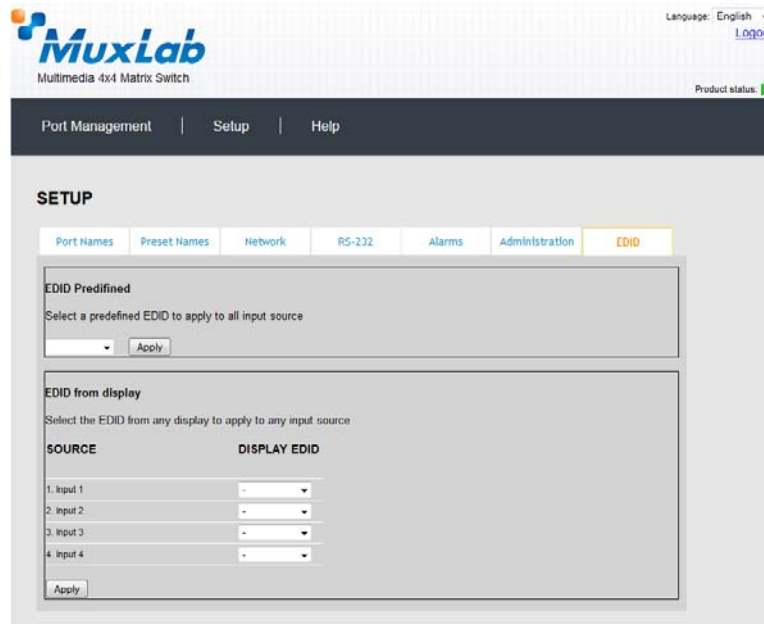 Language: English
MuxLab
Logo
Multimedia 4x4 Matrix Switch
Product status:
Port Management | Setup | Help
SETUP
Port Names Preset Names Network RS-232 Alarms Administration EDID
EDID Predifined
Select a predefined EDID to apply to all input source
Apply
EDID from display
Select the EDID from any display to apply to any input source
SOURCE DISPLAY EDID
1. Input 1 -
2. Input 2 -
3. Input 3 -
4. Input 4 -
Apply